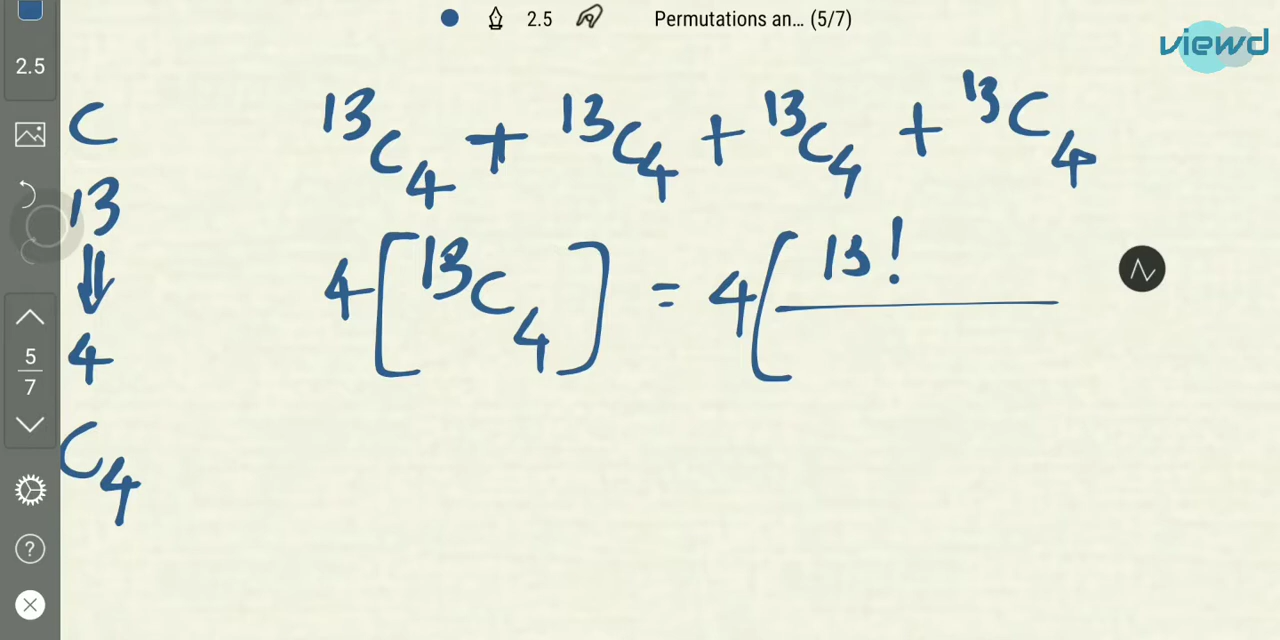 2.5 Permutations an... (5/7)
viewd
2.5
5
7
?
C
13
⇓
4
C₄
¹³C₄ + ¹³C₄ + ¹³C₄ + ¹³C₄
4[¹³C₄] = 4[13!